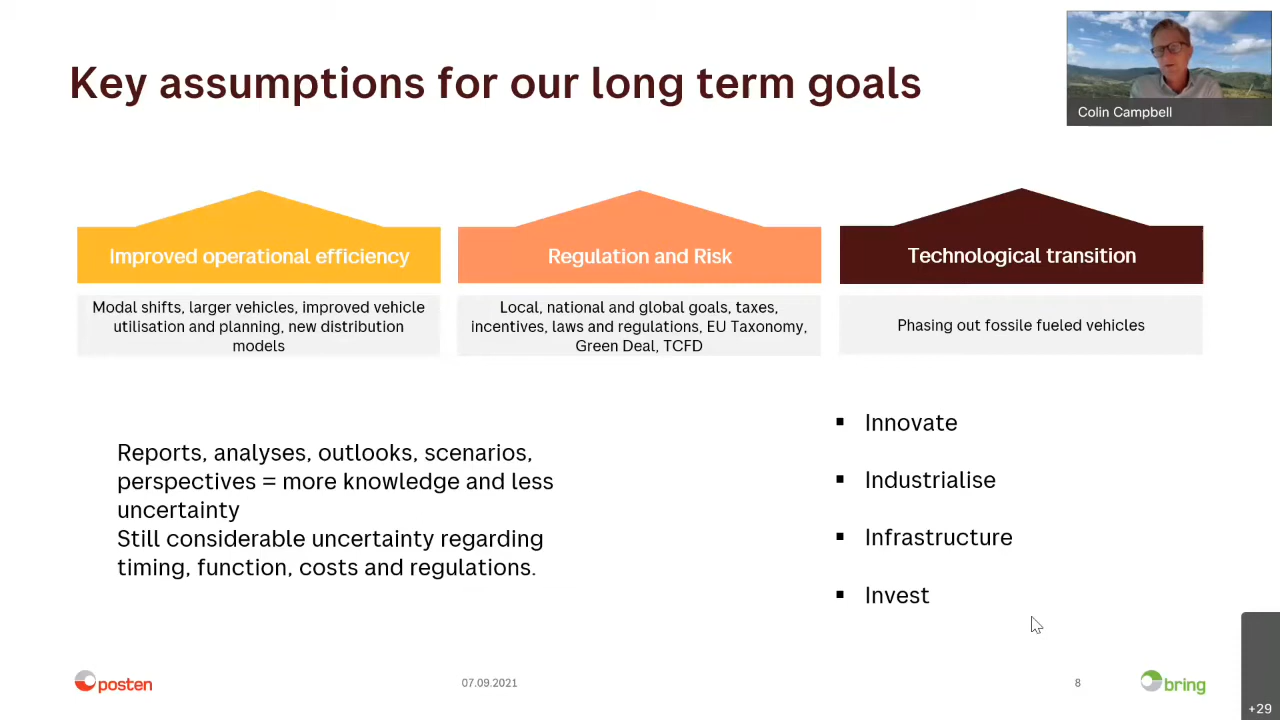 Key assumptions for our long term goals
Colin Campbell
Improved operational efficiency
Modal shifts, larger vehicles, improved vehicle
utilisation and planning, new distribution
models
Regulation and Risk
Local, national and global goals, taxes,
incentives, laws and regulations, EU Taxonomy,
Green Deal, TCFD
Technological transition
Phasing out fossile fueled vehicles
Reports, analyses, outlooks, scenarios,
perspectives = more knowledge and less
uncertainty
Still considerable uncertainty regarding
timing, function, costs and regulations.
▪ Innovate
▪ Industrialise
▪ Infrastructure
▪ Invest
posten
07.09.2021
8
bring
+29